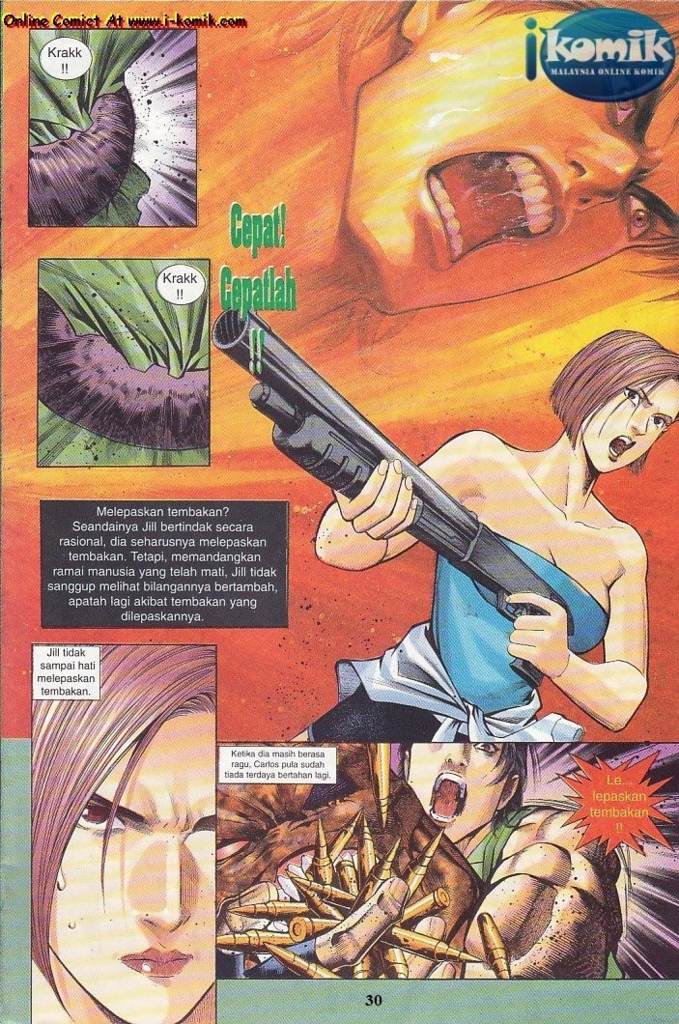 Online Comict At www.i-komik.com
ikomik
MALAYSIA ONLINE KOMIK
Krakk
!!
Cepat!
Cepatlah
!!
Krakk
!!
Melepaskan tembakan?
Seandainya Jill bertindak secara
rasional, dia seharusnya melepaskan
tembakan. Tetapi, memandangkan
ramai manusia yang telah mati, Jill tidak
sanggup melihat bilangannya bertambah,
apatah lagi akibat tembakan yang
dilepaskannya.
Jill tidak
sampai hati
melepaskan
tembakan.
Ketika dia masih berasa
ragu, Carlos pula sudah
tiada terdaya bertahan lagi.
Le...
lepaskan
tembakan
!!
30